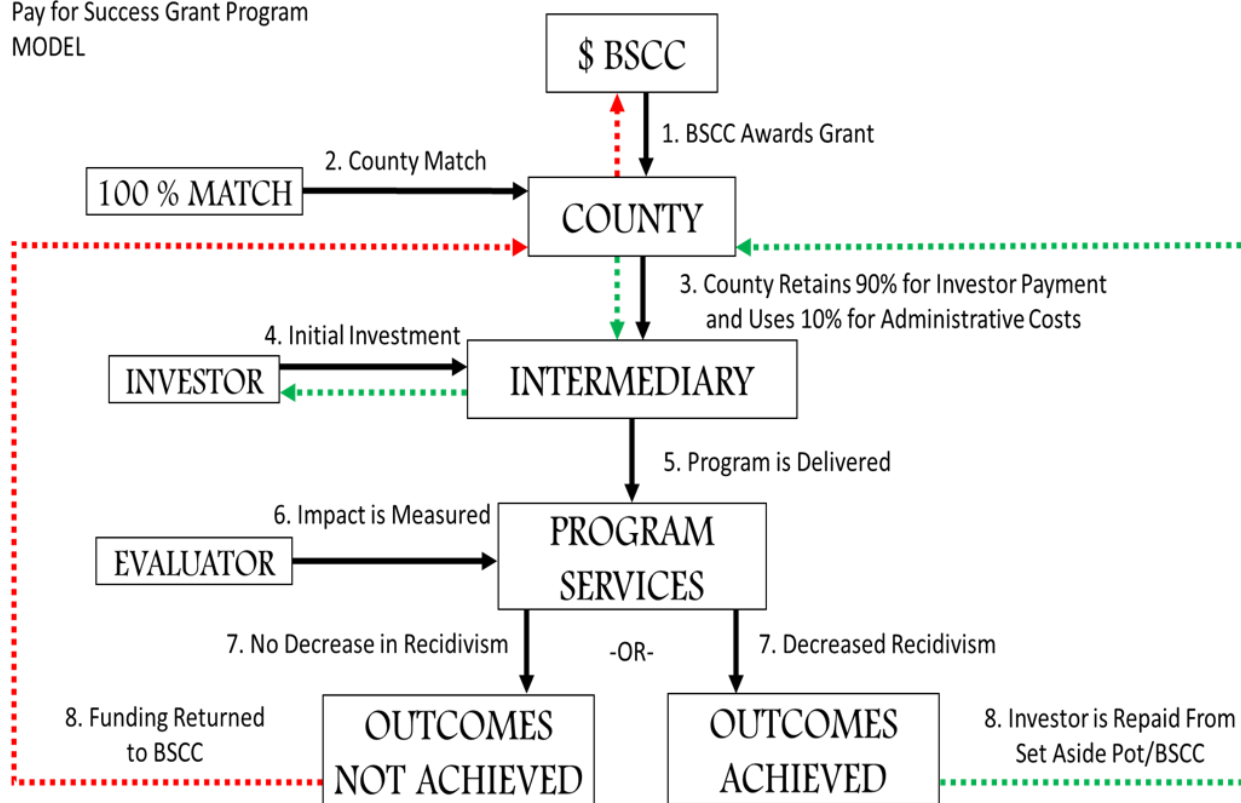 Pay for Success Grant Program
MODEL
$ BSCC
1. BSCC Awards Grant
2. County Match
100 % MATCH
COUNTY
3. County Retains 90% for Investor Payment
and Uses 10% for Administrative Costs
4. Initial Investment
INVESTOR
INTERMEDIARY
5. Program is Delivered
6. Impact is Measured
EVALUATOR
PROGRAM
SERVICES
7. No Decrease in Recidivism
-OR-
7. Decreased Recidivism
8. Funding Returned
to BSCC
OUTCOMES
NOT ACHIEVED
OUTCOMES
ACHIEVED
8. Investor is Repaid From
Set Aside Pot/BSCC